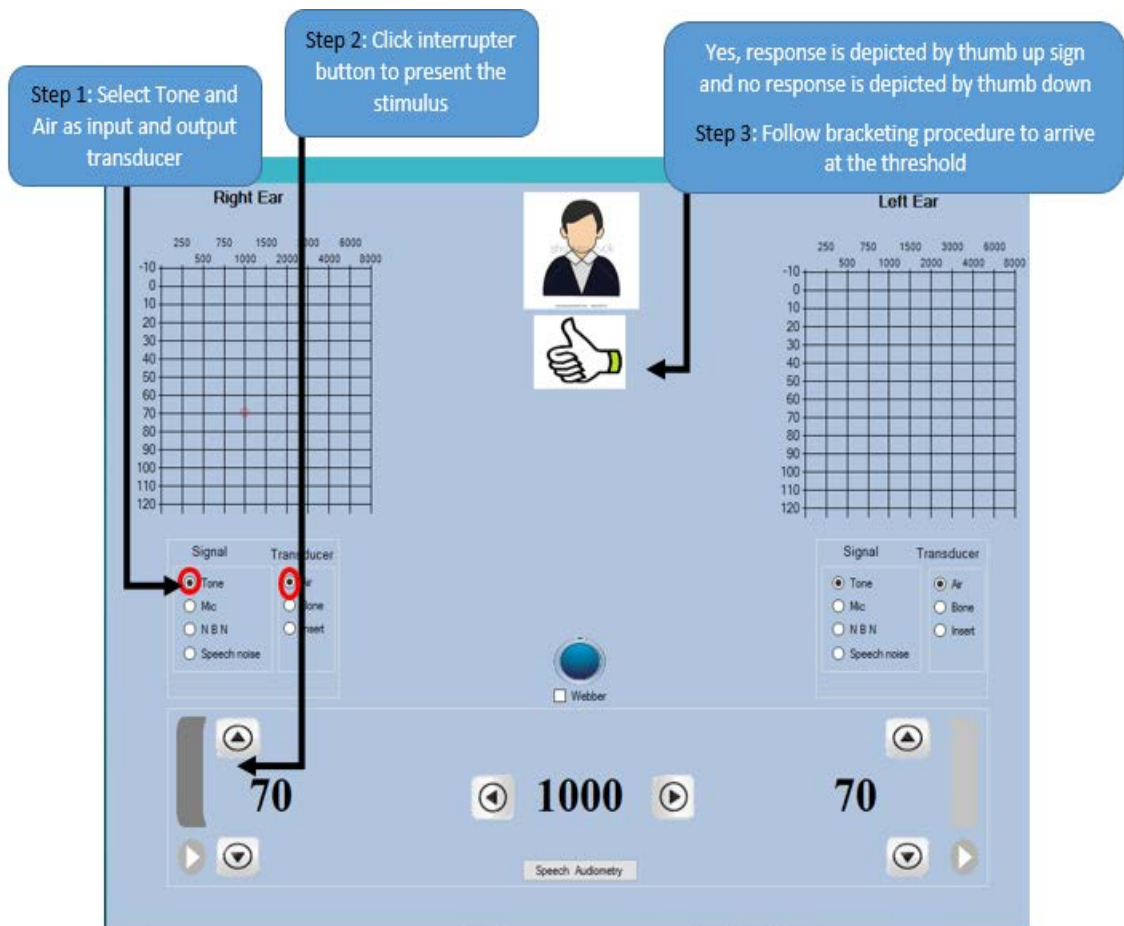 Step 1: Select Tone and
Air as input and output
transducer
Step 2: Click interrupter
button to present the
stimulus
Yes, response is depicted by thumb up sign
and no response is depicted by thumb down
Step 3: Follow bracketing procedure to arrive
at the threshold
Right Ear
250 750 1500 6000
500 1000 2000 4000 8000
-10
0
10
20
30
40
50
60
70
80
90
100
110
120
Left Ear
250 750 1500 3000 6000
500 1000 2000 4000 8000
-10
0
10
20
30
40
50
60
70
80
90
100
110
120
Signal Transducer
Tone
Mic Bone
N B N Insert
Speech noise
Signal Transducer
Tone Air
Mic Bone
N B N Insert
Speech noise
Webber
70 1000 70
Speech Audiometry